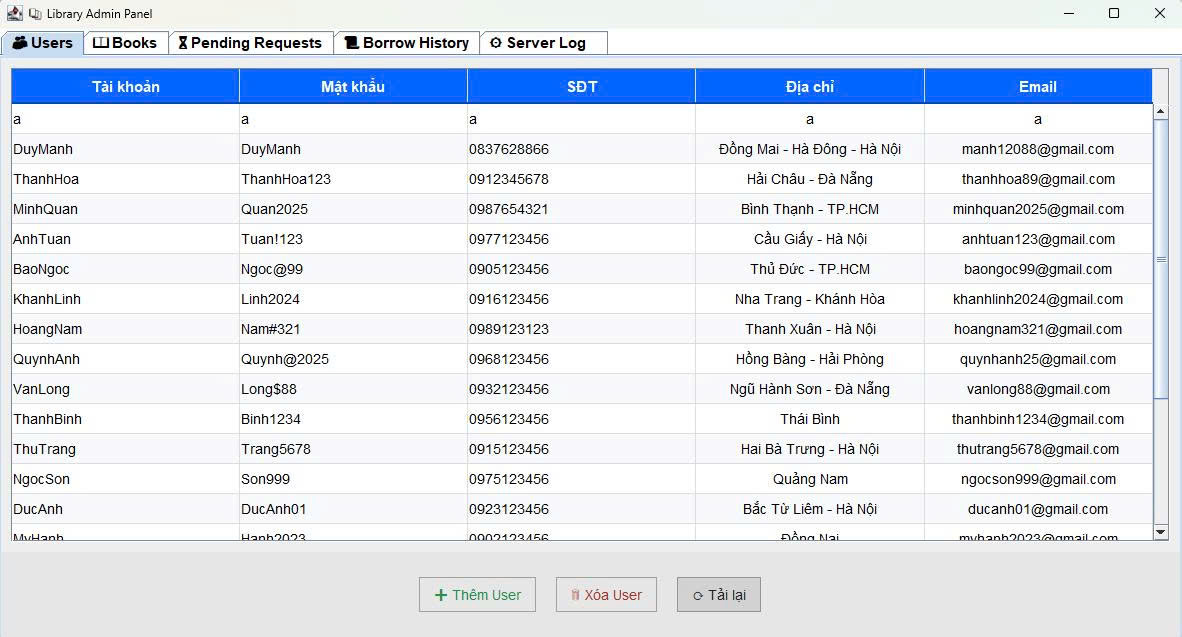 Library Admin Panel
Users Books Pending Requests Borrow History Server Log
Tài khoản Mật khẩu SĐT Địa chỉ Email
a a a a a
DuyManh DuyManh 0837628866 Đồng Mai - Hà Đông - Hà Nội manh12088@gmail.com
ThanhHoa ThanhHoa123 0912345678 Hải Châu - Đà Nẵng thanhhoa89@gmail.com
MinhQuan Quan2025 0987654321 Bình Thạnh - TP.HCM minhquan2025@gmail.com
AnhTuan Tuan!123 0977123456 Cầu Giấy - Hà Nội anhtuan123@gmail.com
BaoNgoc Ngoc@99 0905123456 Thủ Đức - TP.HCM baongoc99@gmail.com
KhanhLinh Linh2024 0916123456 Nha Trang - Khánh Hòa khanhlinh2024@gmail.com
HoangNam Nam#321 0989123123 Thanh Xuân - Hà Nội hoangnam321@gmail.com
QuynhAnh Quynh@2025 0968123456 Hồng Bàng - Hải Phòng quynhanh25@gmail.com
VanLong Long$88 0932123456 Ngũ Hành Sơn - Đà Nẵng vanlong88@gmail.com
ThanhBinh Binh1234 0956123456 Thái Bình thanhbinh1234@gmail.com
ThuTrang Trang5678 0915123456 Hai Bà Trưng - Hà Nội thutrang5678@gmail.com
NgocSon Son999 0975123456 Quảng Nam ngocson999@gmail.com
DucAnh DucAnh01 0923123456 Bắc Từ Liêm - Hà Nội ducanh01@gmail.com
MyHanh Hanh2023 0902123456 Đồng Nai myhanh2023@gmail.com
Thêm User Xóa User Tải lại